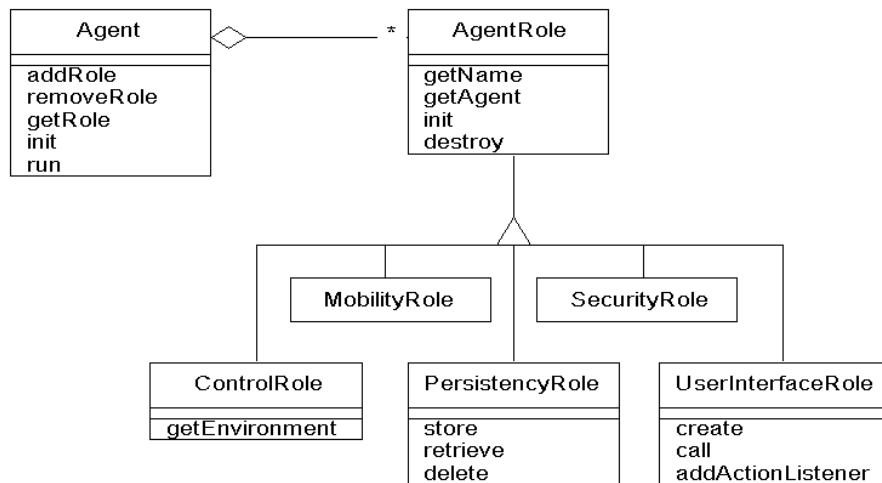 Agent
*
AgentRole
addRole
removeRole
getRole
init
run
getName
getAgent
init
destroy
MobilityRole
SecurityRole
ControlRole
getEnvironment
PersistencyRole
store
retrieve
delete
UserInterfaceRole
create
call
addActionListener